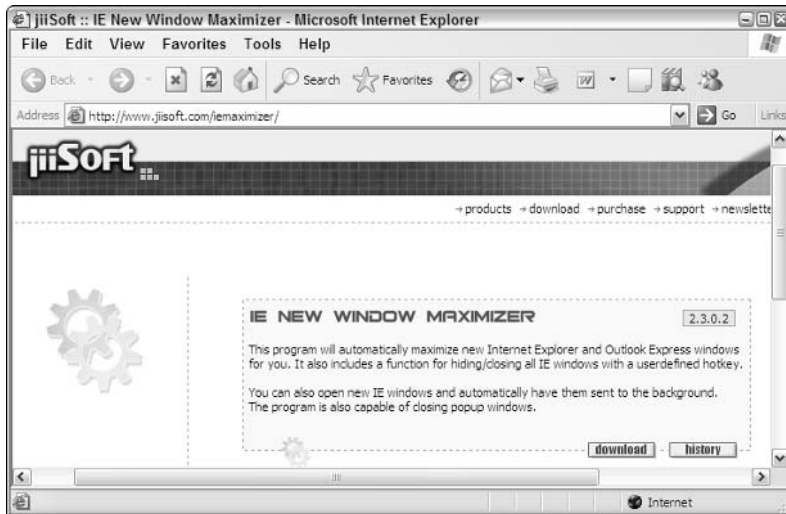 jiiSoft :: IE New Window Maximizer - Microsoft Internet Explorer
File Edit View Favorites Tools Help
Back Search Favorites
Address http://www.jiisoft.com/iemaximizer/ Go Links
jiiSoft
products download purchase support newslette
IE NEW WINDOW MAXIMIZER 2.3.0.2
This program will automatically maximize new Internet Explorer and Outlook Express windows
for you. It also includes a function for hiding/closing all IE windows with a userdefined hotkey.
You can also open new IE windows and automatically have them sent to the background.
The program is also capable of closing popup windows.
download - history
Internet